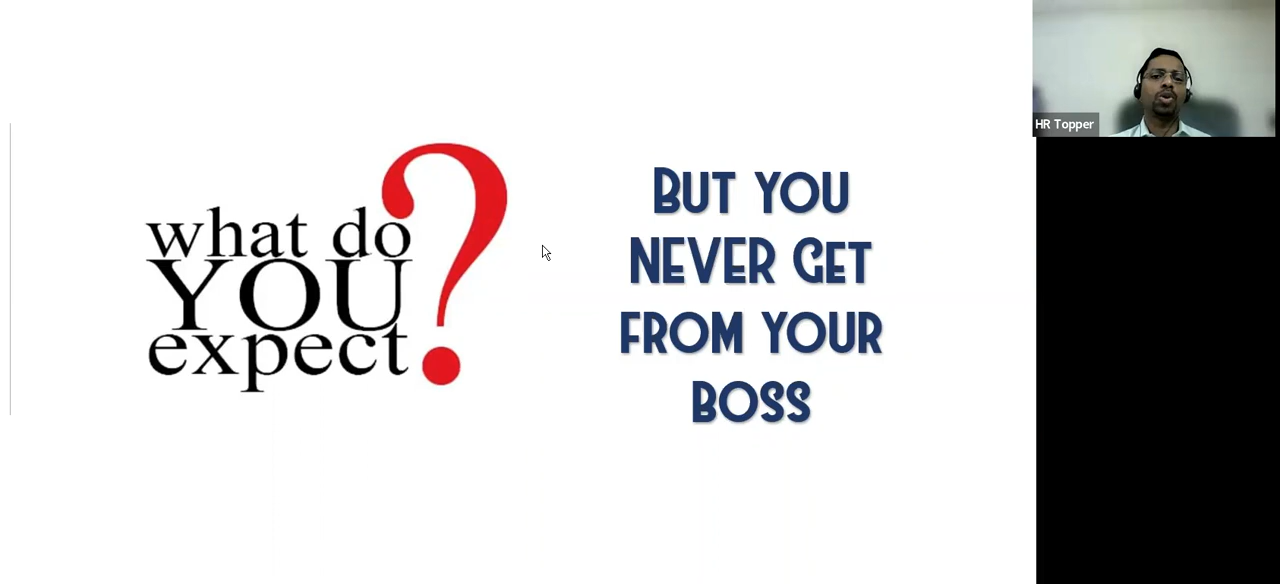 what do
YOU
expect
?
BUT YOU
NEVER GET
FROM YOUR
BOSS
HR Topper